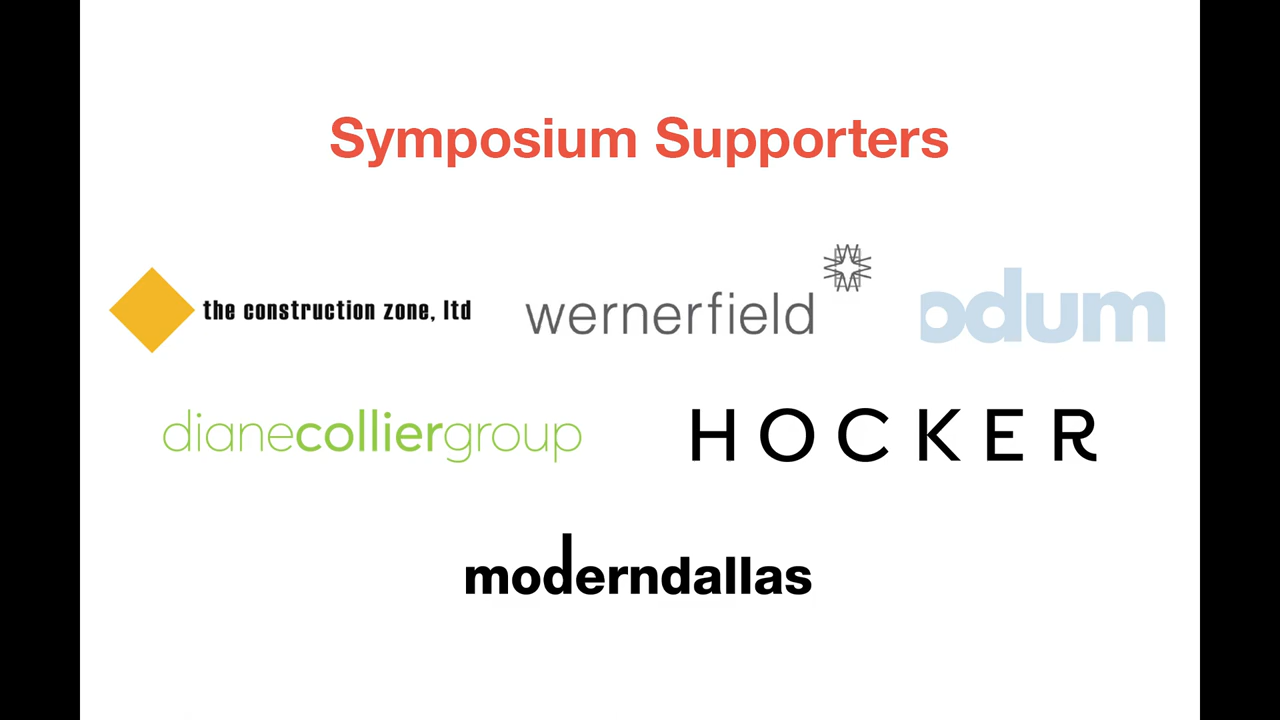 Symposium Supporters
the construction zone, ltd
wernerfield
odum
dianecolliergroup
HOCKER
moderndallas